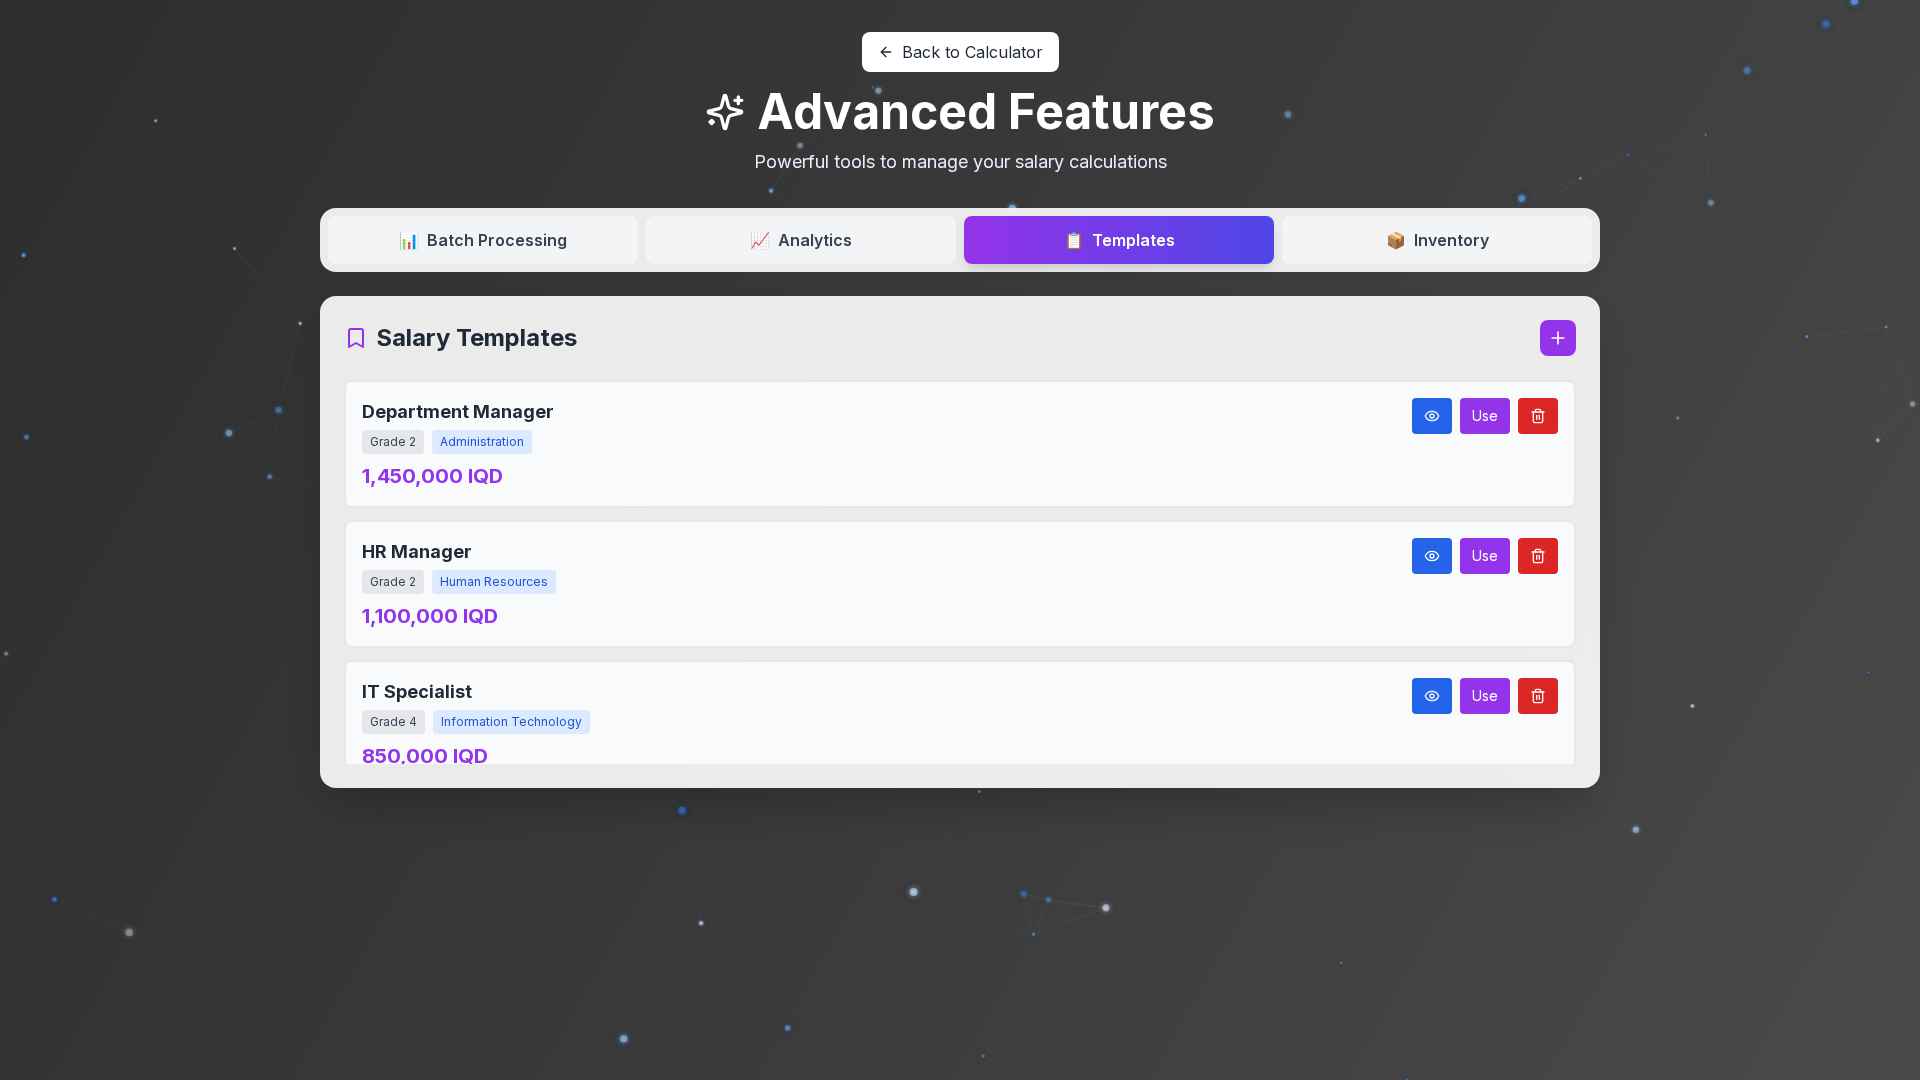 Back to Calculator
Advanced Features
Powerful tools to manage your salary calculations
📊 Batch Processing
📈 Analytics
📋 Templates
📦 Inventory
Salary Templates
Department Manager
Use
Grade 2
Administration
1,450,000 IQD
HR Manager
Use
Grade 2
Human Resources
1,100,000 IQD
IT Specialist
Use
Grade 4
Information Technology
850,000 IQD